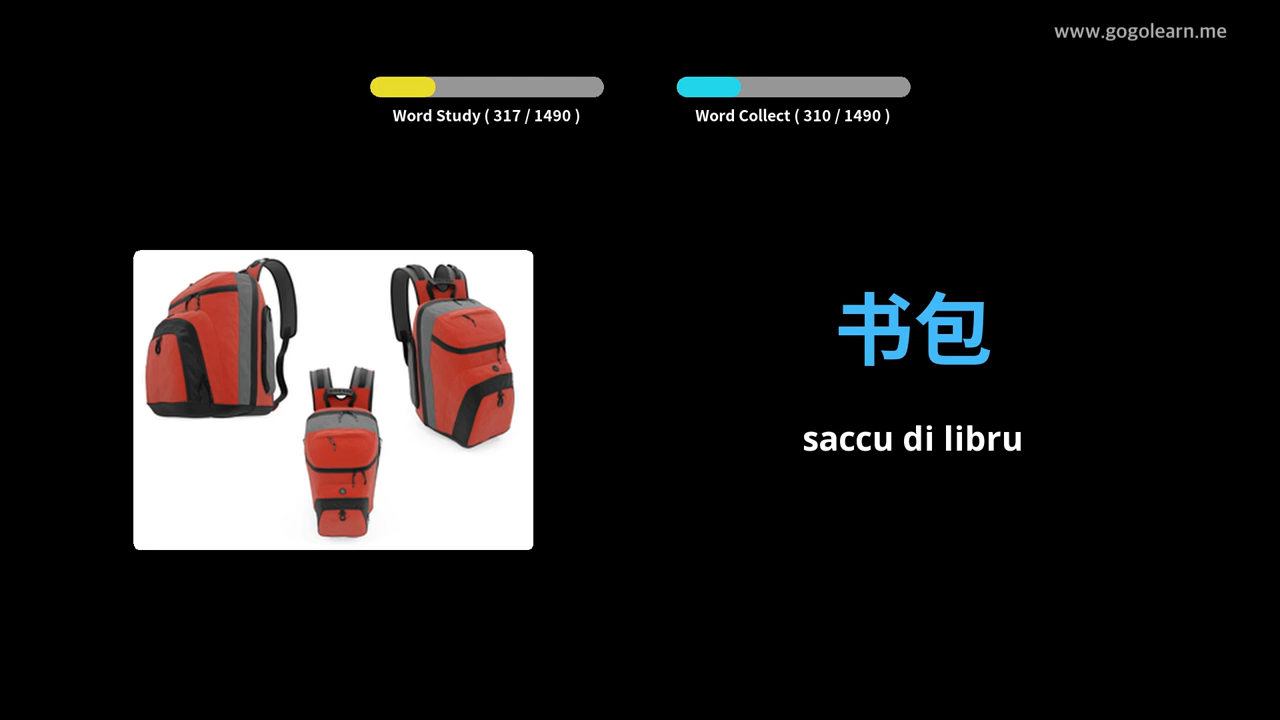 www.gogolearn.me
Word Study ( 317 / 1490 )
Word Collect ( 310 / 1490 )
书包
saccu di libru